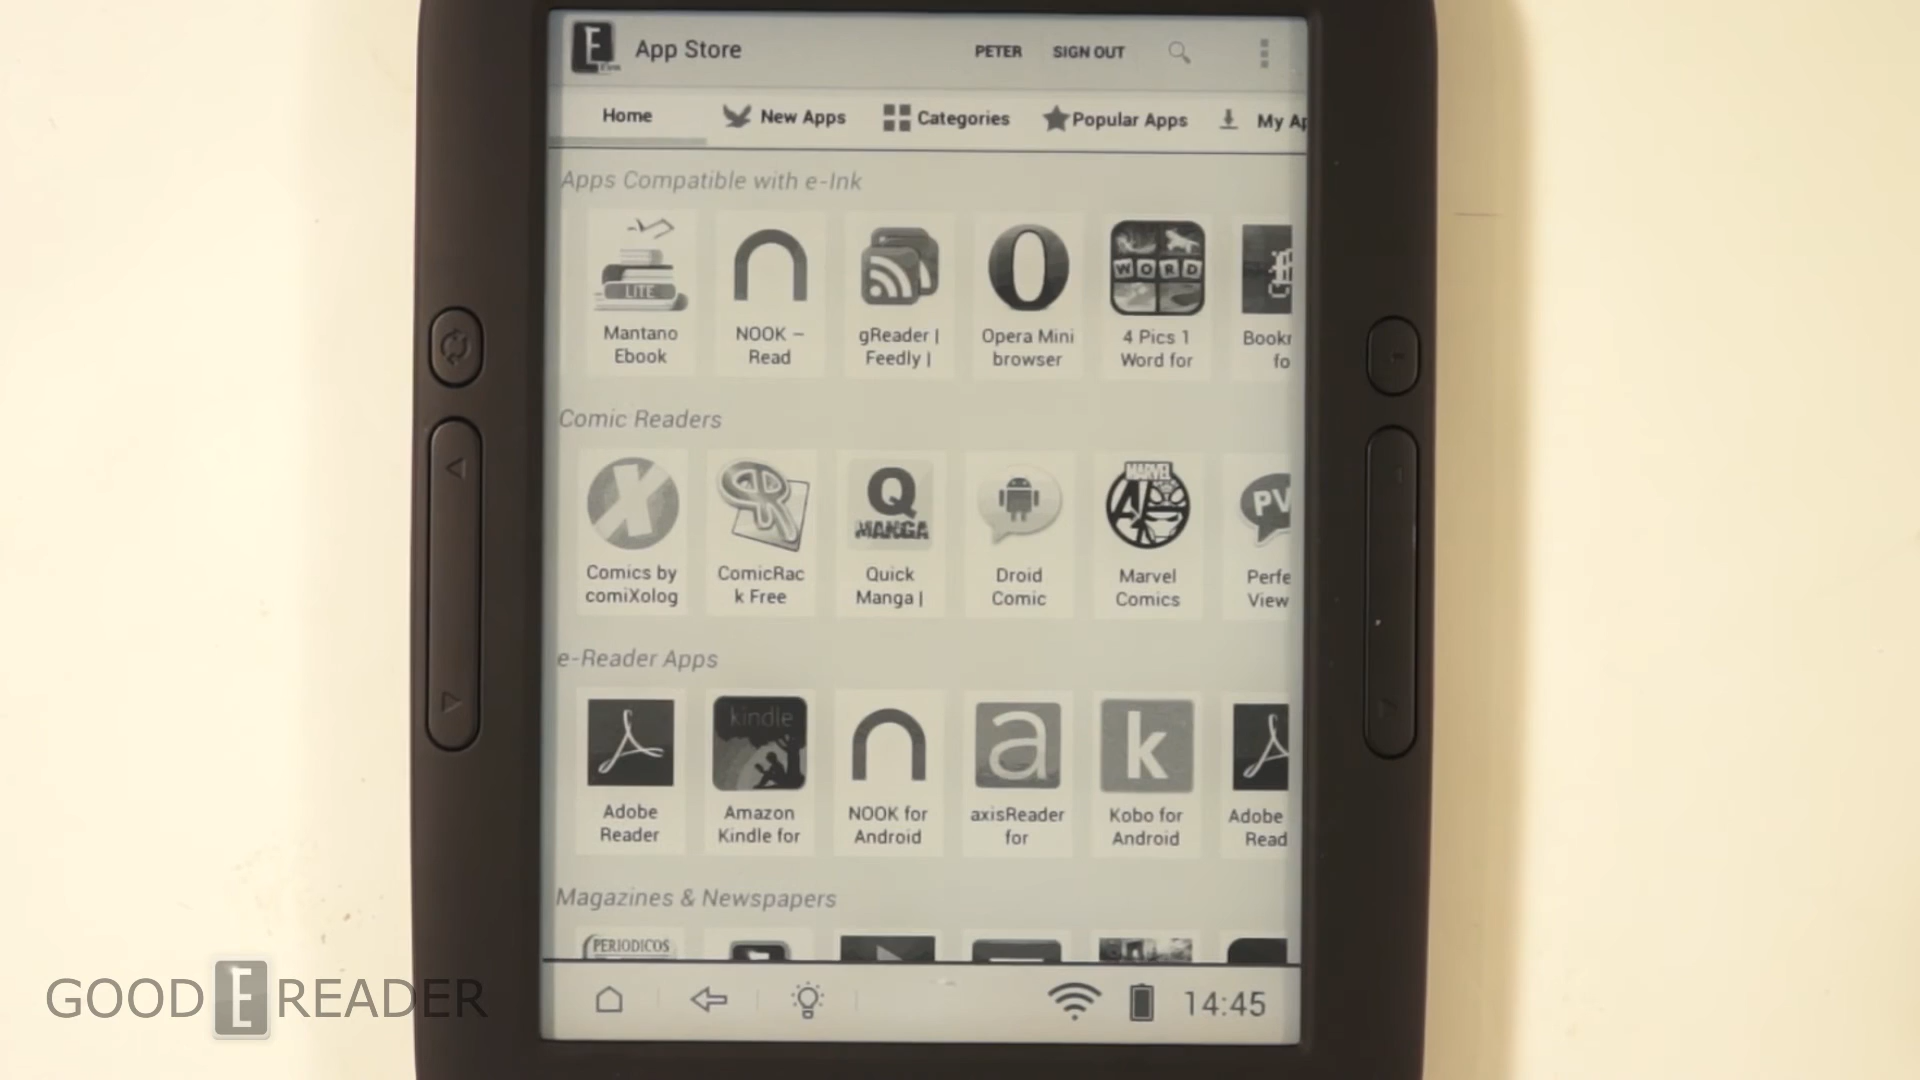 App Store
PETER SIGN OUT
Home New Apps Categories Popular Apps My Ap
Apps Compatible with e-Ink
LITE
WORD
Mantano Ebook
NOOK – Read
gReader | Feedly |
Opera Mini browser
4 Pics 1 Word for
Bookr fo
Comic Readers
Q MANGA
MARVEL
PV
Comics by comiXolog
ComicRac k Free
Quick Manga |
Droid Comic
Marvel Comics
Perfe View
e-Reader Apps
kindle
a
k
Adobe Reader
Amazon Kindle for
NOOK for Android
axisReader for
Kobo for Android
Adobe Read
Magazines & Newspapers
PERIODICOS
14:45
GOOD E READER